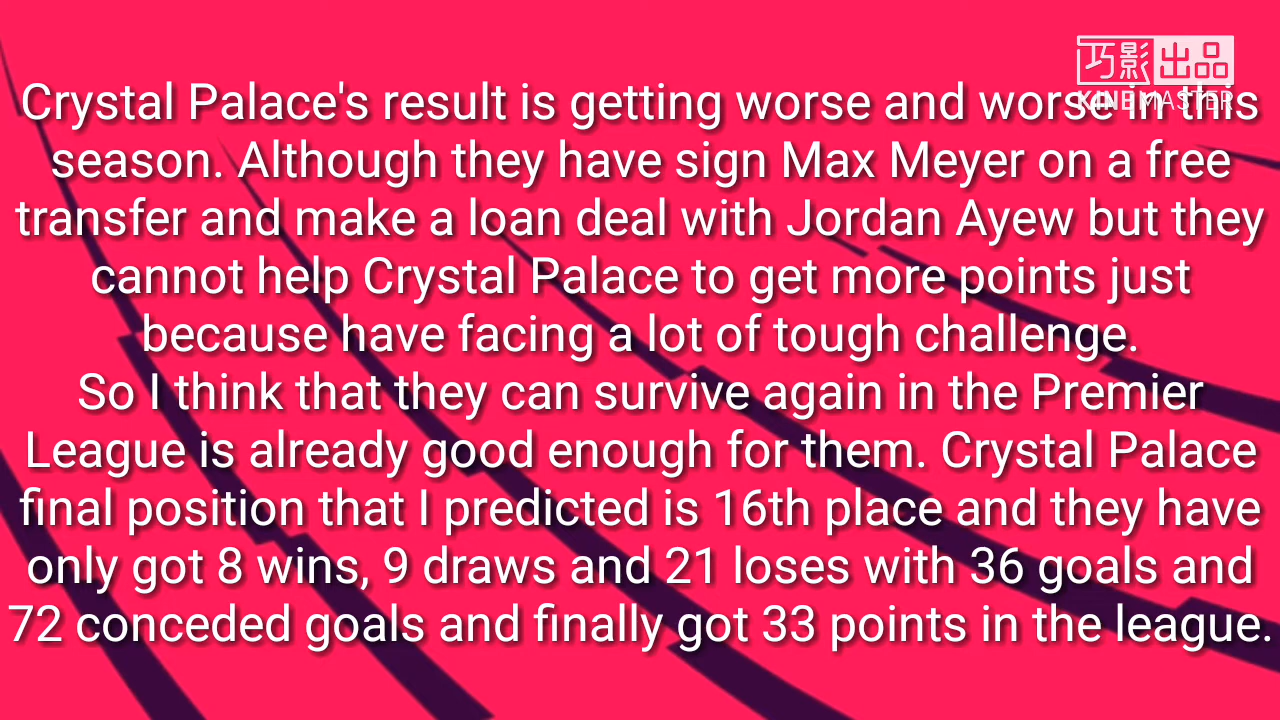 巧影出品
KINEMASTER
Crystal Palace's result is getting worse and worse in this
season. Although they have sign Max Meyer on a free
transfer and make a loan deal with Jordan Ayew but they
cannot help Crystal Palace to get more points just
because have facing a lot of tough challenge.
So I think that they can survive again in the Premier
League is already good enough for them. Crystal Palace
final position that I predicted is 16th place and they have
only got 8 wins, 9 draws and 21 loses with 36 goals and
72 conceded goals and finally got 33 points in the league.